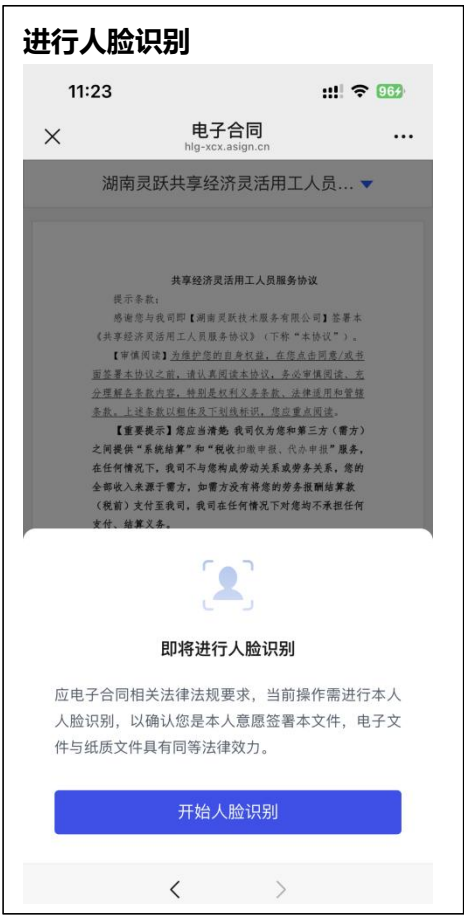 进行人脸识别
11:23
96
电子合同
hlg-xcx.asign.cn
湖南灵跃共享经济灵活用工人员...
共享经济灵活用工人员服务协议
提示条款：
感谢您与我司即【湖南灵跃技术服务有限公司】签署本
《共享经济灵活用工人员服务协议》（下称“本协议”）。
【审慎阅读】为维护您的自身权益，在您点击同意/或书
面签署本协议之前，请认真阅读本协议，务必审慎阅读、充
分理解各条款内容，特别是权利义务条款、法律适用和管辖
条款。上述条款以粗体及下划线标识，您应重点阅读。
【重要提示】您应当清楚，我司仅为您和第三方（需方）
之间提供“系统结算”和“税收扣缴申报、代办申报”服务，
在任何情况下，我司不与您构成劳动关系或劳务关系，您的
全部收入来源于需方，如需方没有将您的劳务报酬结算款
（税前）支付至我司，我司在任何情况下对您均不承担任何
支付、结算义务。
即将进行人脸识别
应电子合同相关法律法规要求，当前操作需进行本人
人脸识别，以确认您是本人意愿签署本文件，电子文
件与纸质文件具有同等法律效力。
开始人脸识别